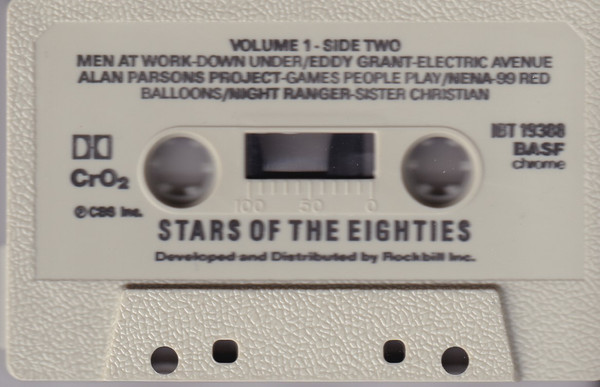 VOLUME 1 - SIDE TWO
MEN AT WORK-DOWN UNDER/EDDY GRANT-ELECTRIC AVENUE
ALAN PARSONS PROJECT-GAMES PEOPLE PLAY/NENA-99 RED
BALLOONS/NIGHT RANGER-SISTER CHRISTIAN
CrO₂
℗ CBS Inc.
1BT 19388
BASF
chrome
100 50 0
STARS OF THE EIGHTIES
Developed and Distributed by Rockbill Inc.